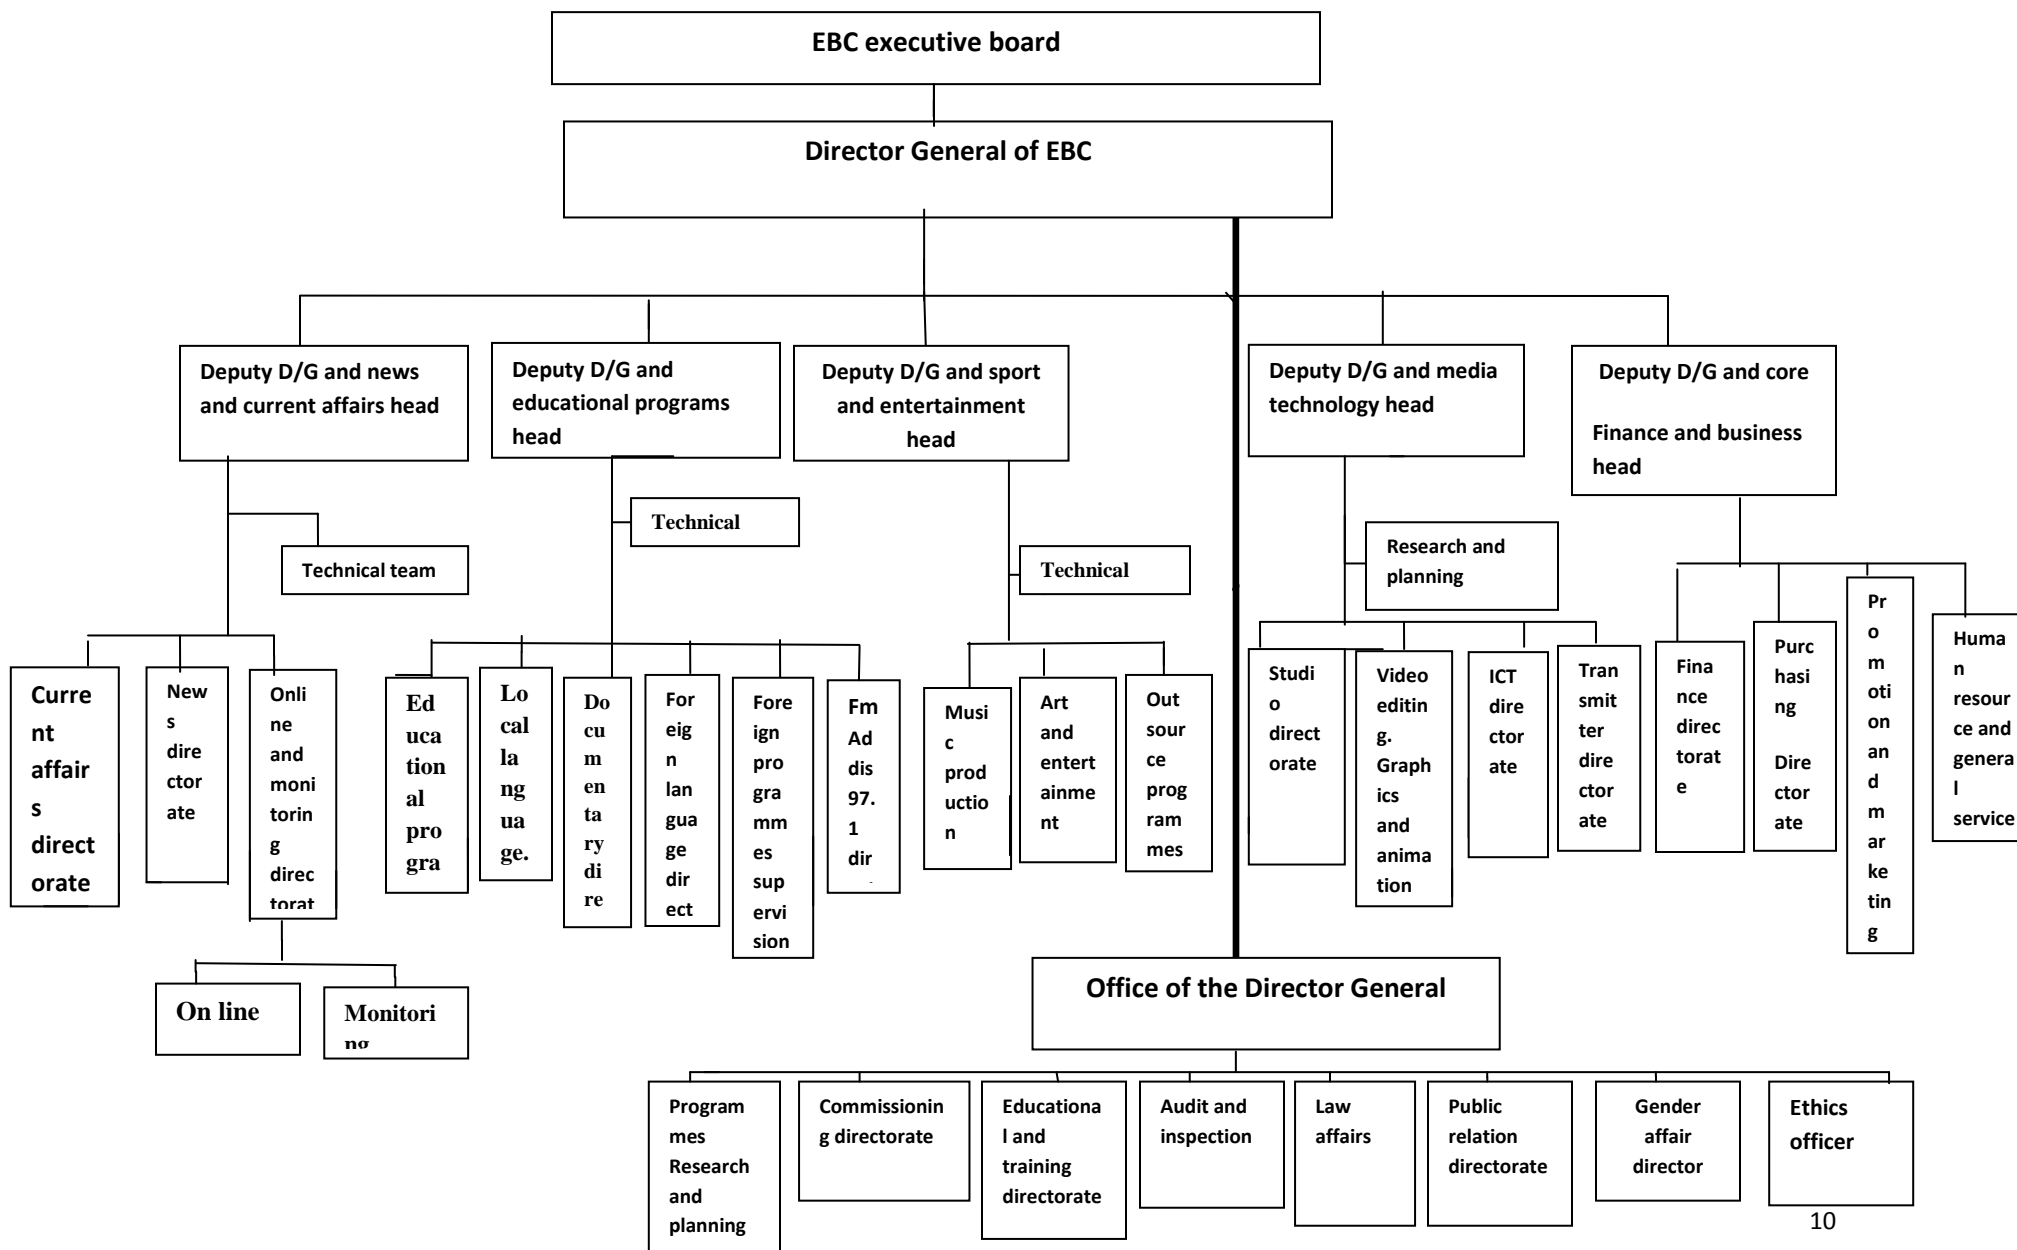 EBC executive board
Director General of EBC
Deputy D/G and news
and current affairs head
Deputy D/G and
educational programs
head
Deputy D/G and sport
and entertainment
head
Deputy D/G and media
technology head
Deputy D/G and core
Finance and business
head
Technical team
Technical
Technical
Research and
planning
Curre
nt
affair
s
direct
orate
New
s
dire
ctor
ate
Onli
ne
and
moni
torin
g
direc
torat
Ed
uca
tion
al
pro
gra
Lo
cal
la
ng
ua
ge.
Do
cu
m
en
ta
ry di
re
For
eig
n
lan
gua
ge dir
ect
Fore
ign
pro
gra
mm
es
sup
ervi
sion
Fm
Ad
dis
97.
1
dir
Musi
c
prod
uctio
n
Art
and
entert
ainme
nt
Out
sour
ce
prog
ram
mes
Studi
o
direct
orate
Video
editin
g.
Graph
ics
and
anima
tion
ICT
dire
ctor
ate
Tran
smit
ter
dire
ctor
ate
Fina
nce
dire
ctorat
e
Purc
hasi
ng
Dire
ctor
ate
Pr
o
m
oti
on
an
d
m
ar
ke
tin
g
Huma
n
resour
ce and
genera
l
service
On line
Monitori
ng
Office of the Director General
Program
mes
Research
and
planning
Commissionin
g directorate
Educationa
l and
training
directorate
Audit and
inspection
Law
affairs
Public
relation
directorate
Gender
affair
director
Ethics
officer
10